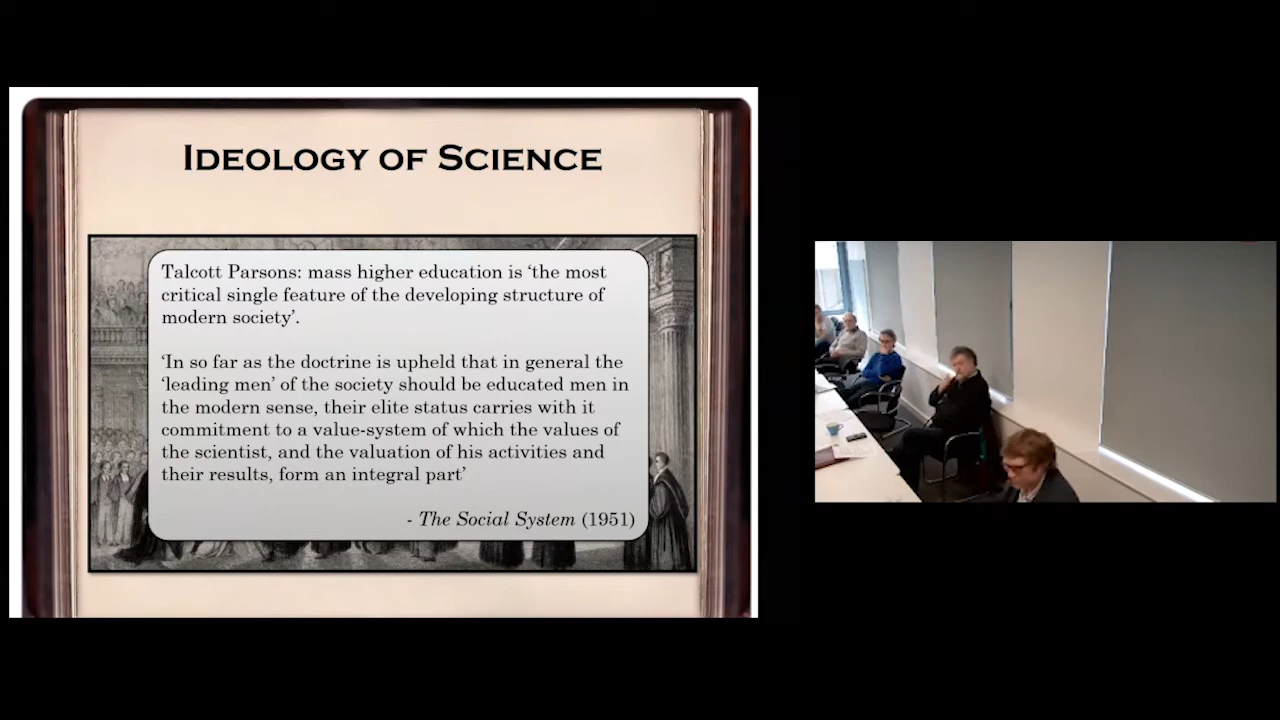 IDEOLOGY OF SCIENCE
Talcott Parsons: mass higher education is ‘the most
critical single feature of the developing structure of
modern society’.
‘In so far as the doctrine is upheld that in general the
‘leading men’ of the society should be educated men in
the modern sense, their elite status carries with it
commitment to a value-system of which the values of
the scientist, and the valuation of his activities and
their results, form an integral part’
- The Social System (1951)